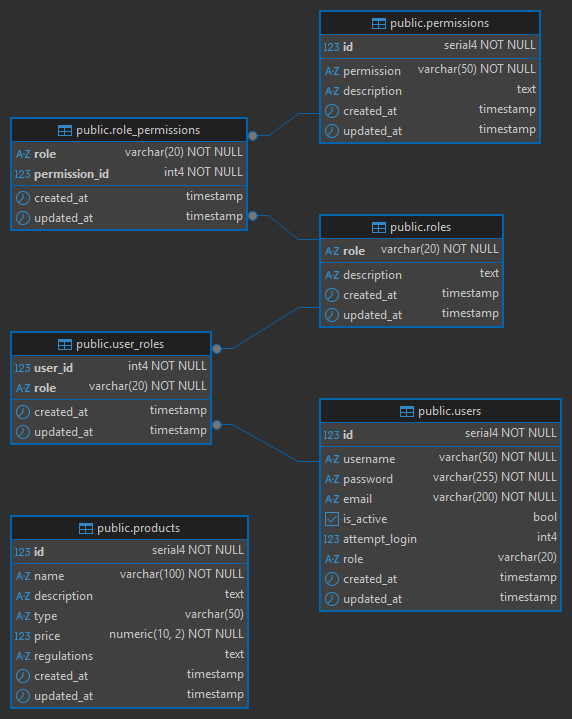 public.permissions
123 id serial4 NOT NULL
A-Z permission varchar(50) NOT NULL
A-Z description text
created_at timestamp
updated_at timestamp
public.role_permissions
A-Z role varchar(20) NOT NULL
123 permission_id int4 NOT NULL
created_at timestamp
updated_at timestamp
public.roles
A-Z role varchar(20) NOT NULL
A-Z description text
created_at timestamp
updated_at timestamp
public.user_roles
123 user_id int4 NOT NULL
A-Z role varchar(20) NOT NULL
created_at timestamp
updated_at timestamp
public.users
123 id serial4 NOT NULL
A-Z username varchar(50) NOT NULL
A-Z password varchar(255) NOT NULL
A-Z email varchar(200) NOT NULL
is_active bool
123 attempt_login int4
A-Z role varchar(20)
created_at timestamp
updated_at timestamp
public.products
123 id serial4 NOT NULL
A-Z name varchar(100) NOT NULL
A-Z description text
A-Z type varchar(50)
123 price numeric(10, 2) NOT NULL
A-Z regulations text
created_at timestamp
updated_at timestamp